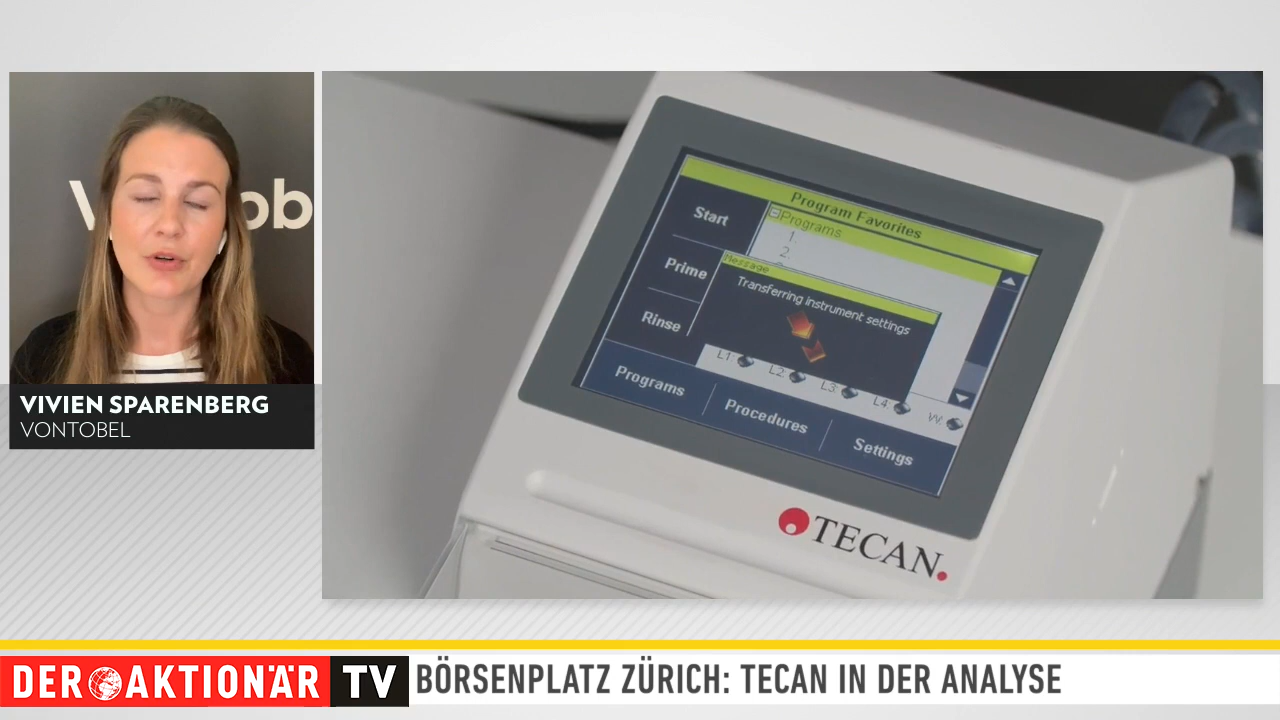 VIVIEN SPARENBERG
VONTOBEL
Program Favorites
Start
Programs
1.
2.
Prime
Message
Transferring instrument settings
Rinse
L1:
L2:
L3:
L4:
W:
Programs
Procedures
Settings
TECAN.
DER AKTIONÄR TV
BÖRSENPLATZ ZÜRICH: TECAN IN DER ANALYSE